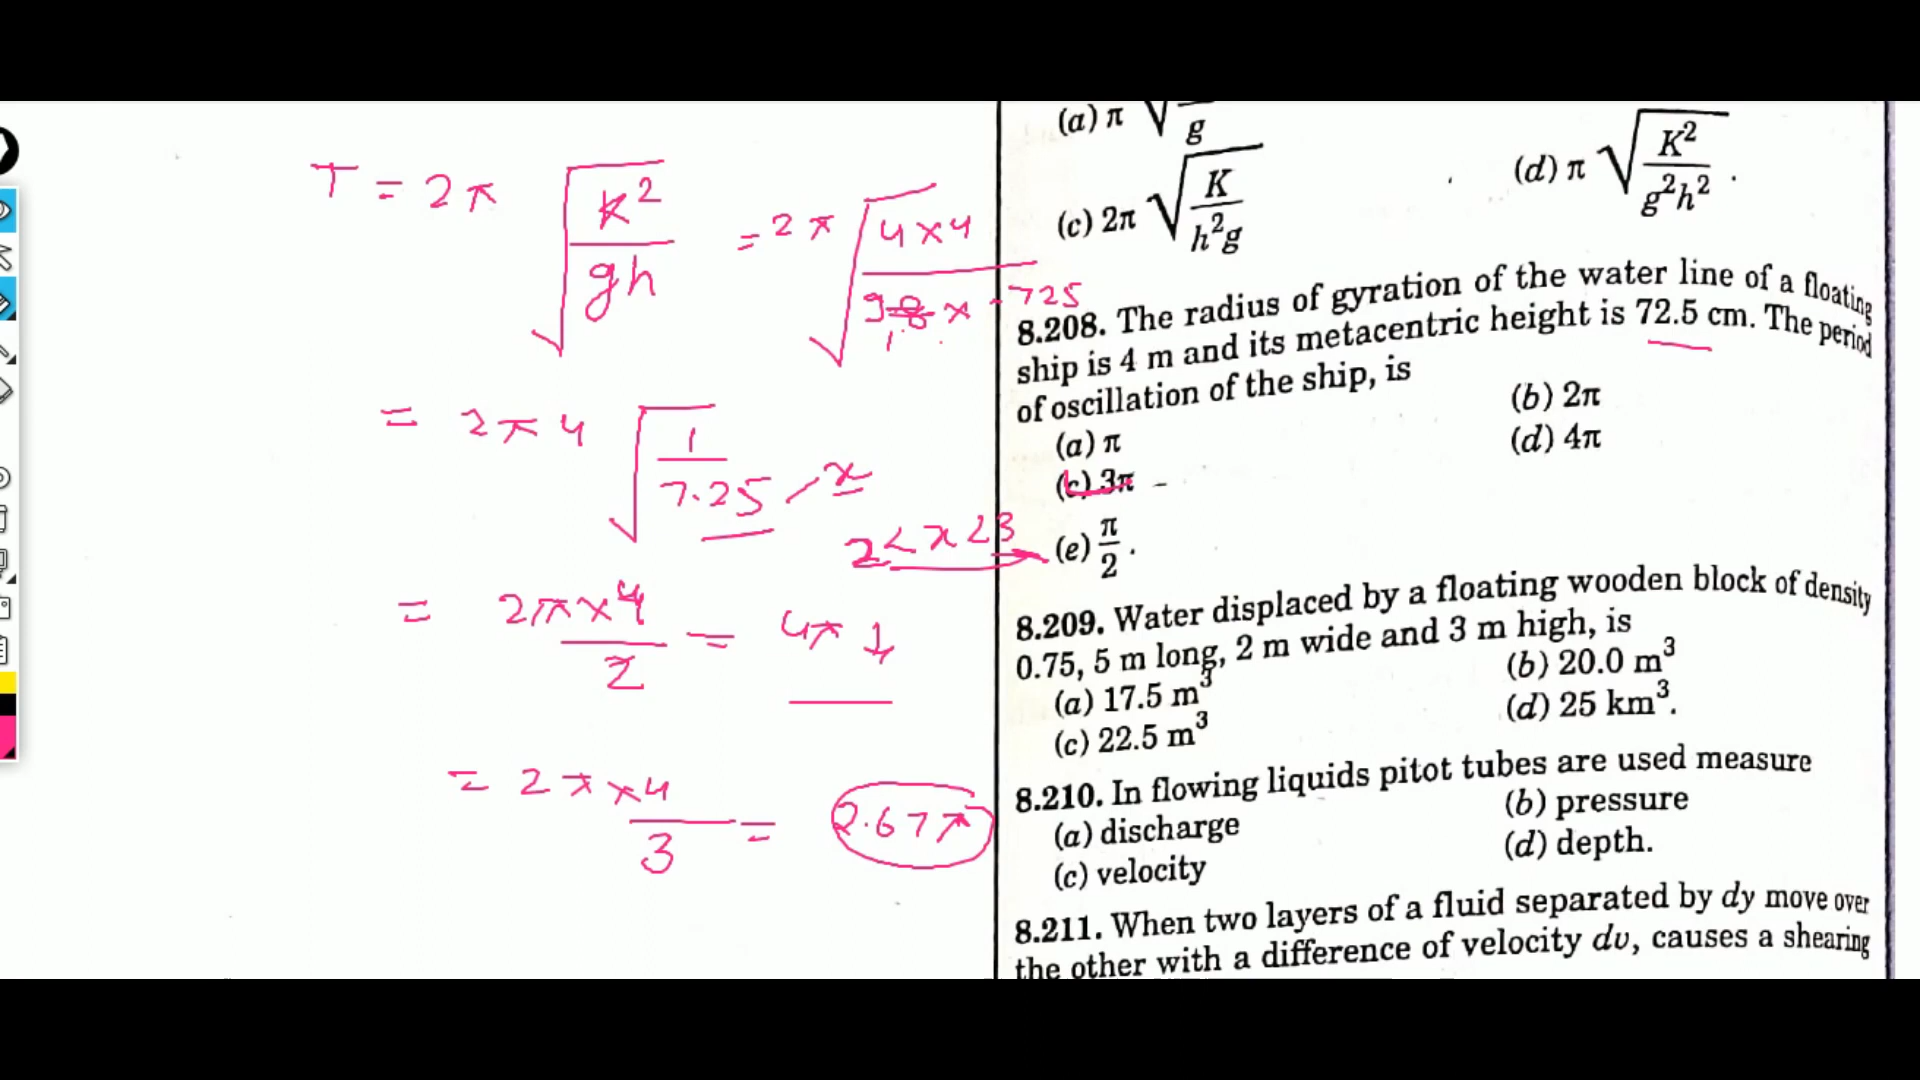 T = 2π √(K²/gh) = 2π √(4×4/9.8 × .725)
10
= 2π 4 √(1/7.25) x
2<x<3
= 2π×4/2 = 4π
= 2π×4/3 = 2.67π
(a) π √ g
(c) 2π √(K/h²g)
(d) π √(K²/g²h²) .
8.208. The radius of gyration of the water line of a floating
ship is 4 m and its metacentric height is 72.5 cm. The period
of oscillation of the ship, is
(a) π (b) 2π
(c) 3π (d) 4π
(e) π/2 .
8.209. Water displaced by a floating wooden block of density
0.75, 5 m long, 2 m wide and 3 m high, is
(a) 17.5 m³ (b) 20.0 m³
(c) 22.5 m³ (d) 25 km³.
8.210. In flowing liquids pitot tubes are used measure
(a) discharge (b) pressure
(c) velocity (d) depth.
8.211. When two layers of a fluid separated by dy move over
the other with a difference of velocity dv, causes a shearing